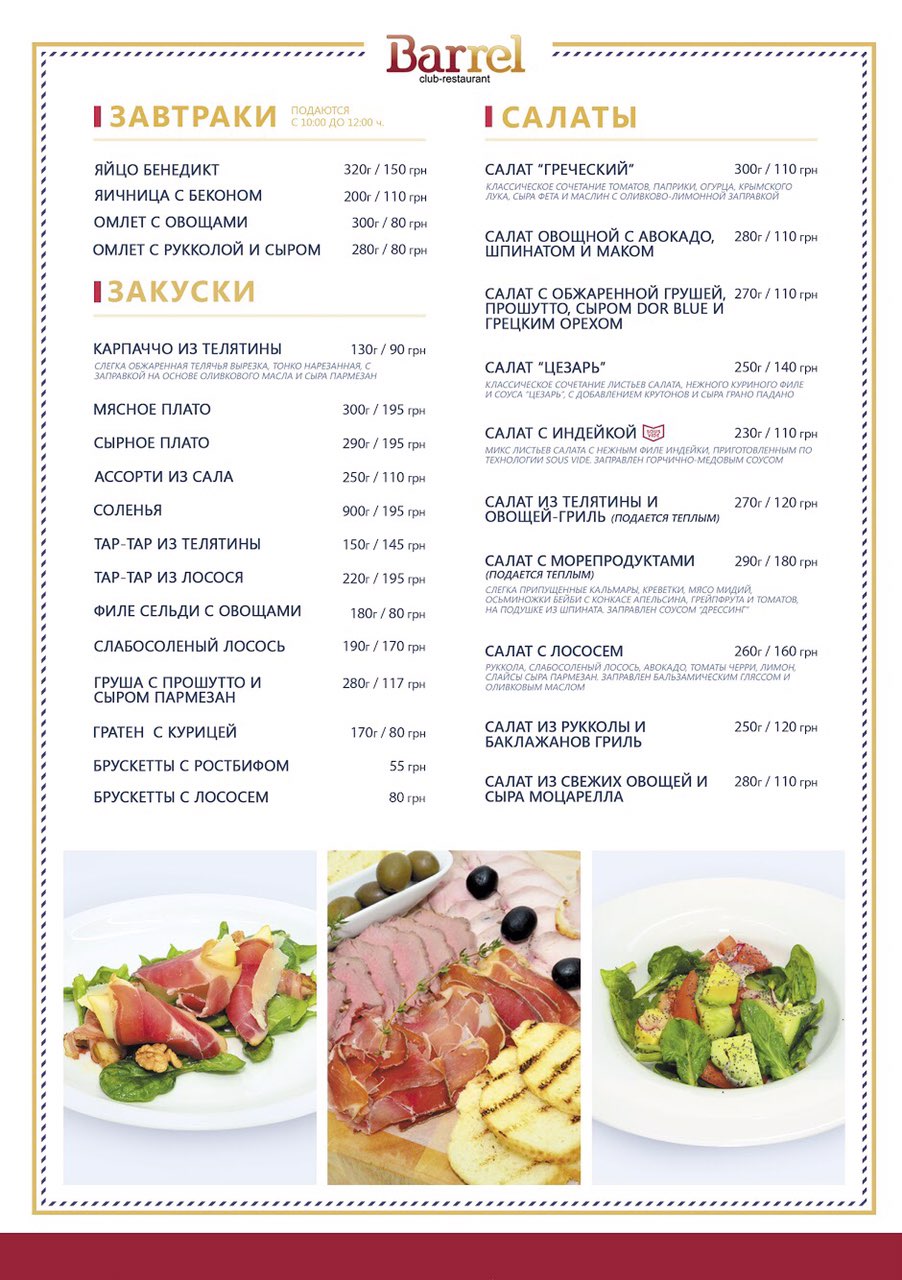 Barrel
club-restaurant
ЗАВТРАКИ
ПОДАЮТСЯ
С 10:00 ДО 12:00 ч.
ЯЙЦО БЕНЕДИКТ 320г / 150 грн
ЯИЧНИЦА С БЕКОНОМ 200г / 110 грн
ОМЛЕТ С ОВОЩАМИ 300г / 80 грн
ОМЛЕТ С РУККОЛОЙ И СЫРОМ 280г / 80 грн
ЗАКУСКИ
КАРПАЧЧО ИЗ ТЕЛЯТИНЫ 130г / 90 грн
СЛЕГКА ОБЖАРЕННАЯ ТЕЛЯЧЬЯ ВЫРЕЗКА, ТОНКО НАРЕЗАННАЯ, С
ЗАПРАВКОЙ НА ОСНОВЕ ОЛИВКОВОГО МАСЛА И СЫРА ПАРМЕЗАН
МЯСНОЕ ПЛАТО 300г / 195 грн
СЫРНОЕ ПЛАТО 290г / 195 грн
АССОРТИ ИЗ САЛА 250г / 110 грн
СОЛЕНЬЯ 900г / 195 грн
ТАР-ТАР ИЗ ТЕЛЯТИНЫ 150г / 145 грн
ТАР-ТАР ИЗ ЛОСОСЯ 220г / 195 грн
ФИЛЕ СЕЛЬДИ С ОВОЩАМИ 180г / 80 грн
СЛАБОСОЛЕНЫЙ ЛОСОСЬ 190г / 170 грн
ГРУША С ПРОШУТТО И 280г / 117 грн
СЫРОМ ПАРМЕЗАН
ГРАТЕН С КУРИЦЕЙ 170г / 80 грн
БРУСКЕТТЫ С РОСТБИФОМ 55 грн
БРУСКЕТТЫ С ЛОСОСЕМ 80 грн
САЛАТЫ
САЛАТ “ГРЕЧЕСКИЙ” 300г / 110 грн
КЛАССИЧЕСКОЕ СОЧЕТАНИЕ ТОМАТОВ, ПАПРИКИ, ОГУРЦА, КРЫМСКОГО
ЛУКА, СЫРА ФЕТА И МАСЛИН С ОЛИВКОВО-ЛИМОННОЙ ЗАПРАВКОЙ
САЛАТ ОВОЩНОЙ С АВОКАДО, 280г / 110 грн
ШПИНАТОМ И МАКОМ
САЛАТ С ОБЖАРЕННОЙ ГРУШЕЙ, 270г / 110 грн
ПРОШУТТО, СЫРОМ DOR BLUE И
ГРЕЦКИМ ОРЕХОМ
САЛАТ “ЦЕЗАРЬ” 250г / 140 грн
КЛАССИЧЕСКОЕ СОЧЕТАНИЕ ЛИСТЬЕВ САЛАТА, НЕЖНОГО КУРИНОГО ФИЛЕ
И СОУСА "ЦЕЗАРЬ", С ДОБАВЛЕНИЕМ КРУТОНОВ И СЫРА ГРАНО ПАДАНО
САЛАТ С ИНДЕЙКОЙ SOUS VIDE 230г / 110 грн
МИКС ЛИСТЬЕВ САЛАТА С НЕЖНЫМ ФИЛЕ ИНДЕЙКИ, ПРИГОТОВЛЕННЫМ ПО
ТЕХНОЛОГИИ SOUS VIDE. ЗАПРАВЛЕН ГОРЧИЧНО-МЕДОВЫМ СОУСОМ
САЛАТ ИЗ ТЕЛЯТИНЫ И 270г / 120 грн
ОВОЩЕЙ-ГРИЛЬ (ПОДАЕТСЯ ТЕПЛЫМ)
САЛАТ С МОРЕПРОДУКТАМИ 290г / 180 грн
(ПОДАЕТСЯ ТЕПЛЫМ)
СЛЕГКА ПРИПУЩЕННЫЕ КАЛЬМАРЫ, КРЕВЕТКИ, МЯСО МИДИЙ,
ОСЬМИНОЖКИ БЕЙБИ С КОНКАСЕ АПЕЛЬСИНА, ГРЕЙПФРУТА И ТОМАТОВ,
НА ПОДУШКЕ ИЗ ШПИНАТА. ЗАПРАВЛЕН СОУСОМ "ДРЕССИНГ"
САЛАТ С ЛОСОСЕМ 260г / 160 грн
РУККОЛА, СЛАБОСОЛЕНЫЙ ЛОСОСЬ, АВОКАДО, ТОМАТЫ ЧЕРРИ, ЛИМОН,
СЛАЙСЫ СЫРА ПАРМЕЗАН. ЗАПРАВЛЕН БАЛЬЗАМИЧЕСКИМ ГЛЯССОМ И
ОЛИВКОВЫМ МАСЛОМ
САЛАТ ИЗ РУККОЛЫ И 250г / 120 грн
БАКЛАЖАНОВ ГРИЛЬ
САЛАТ ИЗ СВЕЖИХ ОВОЩЕЙ И 280г / 110 грн
СЫРА МОЦАРЕЛЛА